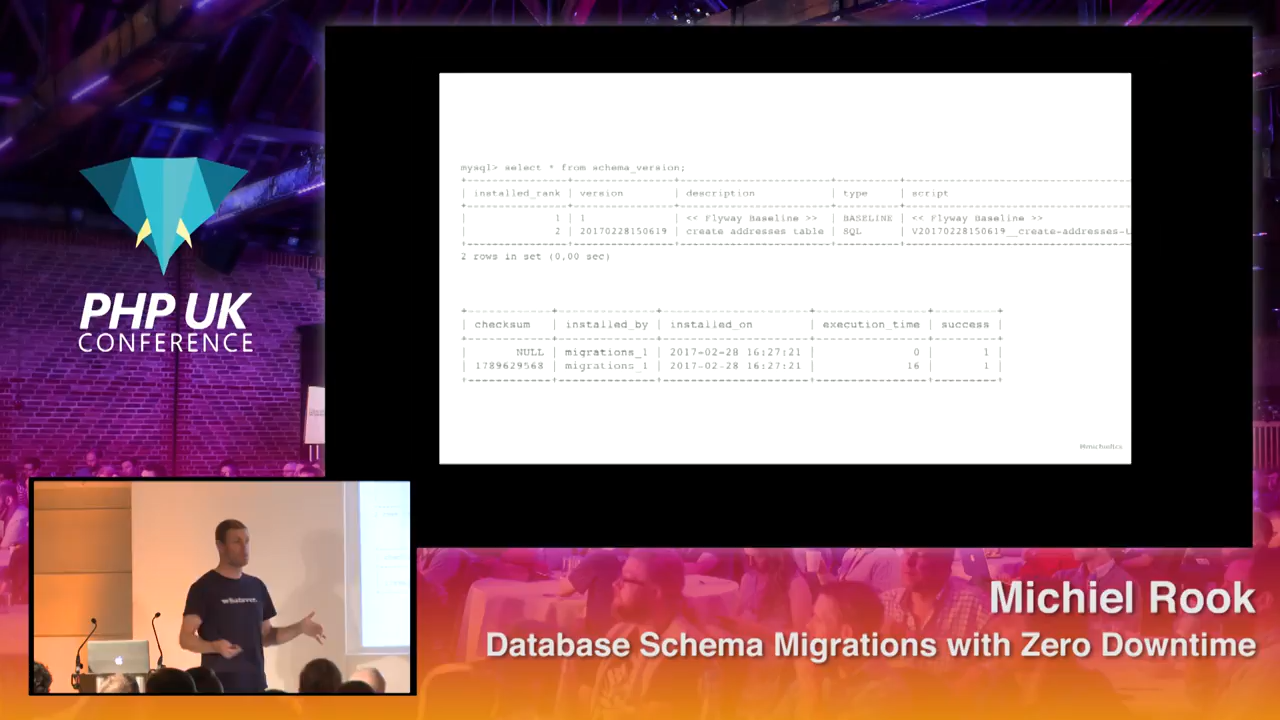 PHP UK
CONFERENCE
mysql> select * from schema_version;
| installed_rank | version | description | type | script
| 1 | 1 | << Flyway Baseline >> | BASELINE | << Flyway Baseline >>
| 2 | 20170228150619 | create addresses table | SQL | V20170228150619__create-addresses-
2 rows in set (0,00 sec)
| checksum | installed_by | installed_on | execution_time | success |
| NULL | migrations_1 | 2017-02-28 16:27:21 | 0 | 1 |
| 1789629568 | migrations_1 | 2017-02-28 16:27:21 | 16 | 1 |
whatever.
Michiel Rook
Database Schema Migrations with Zero Downtime